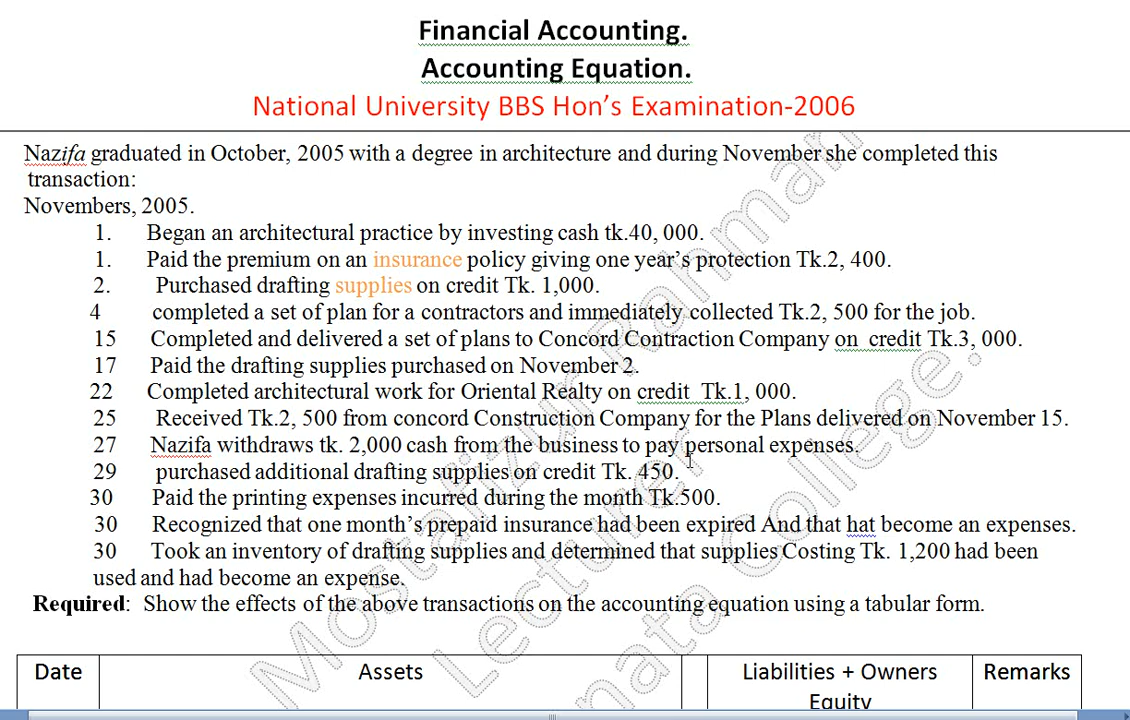 Financial Accounting.
Accounting Equation.
National University BBS Hon's Examination-2006
Nazifa graduated in October, 2005 with a degree in architecture and during November she completed this
transaction:
Novembers, 2005.
1. Began an architectural practice by investing cash tk.40, 000.
1. Paid the premium on an insurance policy giving one year's protection Tk.2, 400.
2. Purchased drafting supplies on credit Tk. 1,000.
4 completed a set of plan for a contractors and immediately collected Tk.2, 500 for the job.
15 Completed and delivered a set of plans to Concord Contraction Company on credit Tk.3, 000.
17 Paid the drafting supplies purchased on November 2.
22 Completed architectural work for Oriental Realty on credit Tk.1, 000.
25 Received Tk.2, 500 from concord Construction Company for the Plans delivered on November 15.
27 Nazifa withdraws tk. 2,000 cash from the business to pay personal expenses.
29 purchased additional drafting supplies on credit Tk. 450.
30 Paid the printing expenses incurred during the month Tk.500.
30 Recognized that one month's prepaid insurance had been expired And that hat become an expenses.
30 Took an inventory of drafting supplies and determined that supplies Costing Tk. 1,200 had been
used and had become an expense.
Required: Show the effects of the above transactions on the accounting equation using a tabular form.
Date Assets Liabilities + Owners Equity Remarks
Mostafizur Rahman
Lecturer
nata College.